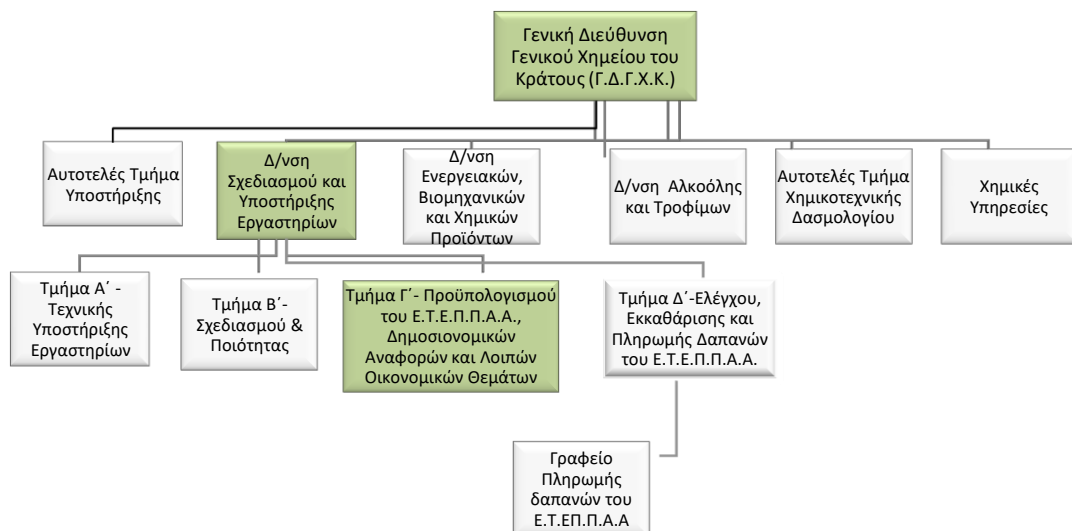 Γενική Διεύθυνση
Γενικού Χημείου του
Κράτους (Γ.Δ.Γ.Χ.Κ.)
Αυτοτελές Τμήμα
Υποστήριξης
Δ/νση
Σχεδιασμού και
Υποστήριξης
Εργαστηρίων
Δ/νση
Ενεργειακών,
Βιομηχανικών
και Χημικών
Προϊόντων
Δ/νση Αλκοόλης
και Τροφίμων
Αυτοτελές Τμήμα
Χημικοτεχνικής
Δασμολογίου
Χημικές
Υπηρεσίες
Τμήμα Α΄ -
Τεχνικής
Υποστήριξης
Εργαστηρίων
Τμήμα Β΄-
Σχεδιασμού &
Ποιότητας
Τμήμα Γ΄- Προϋπολογισμού
του Ε.Τ.Ε.Π.Π.Α.Α.,
Δημοσιονομικών
Αναφορών και Λοιπών
Οικονομικών Θεμάτων
Τμήμα Δ΄-Ελέγχου,
Εκκαθάρισης και
Πληρωμής Δαπανών
του Ε.Τ.Ε.Π.Π.Α.Α.
Γραφείο
Πληρωμής
δαπανών του
Ε.Τ.ΕΠ.Π.Α.Α